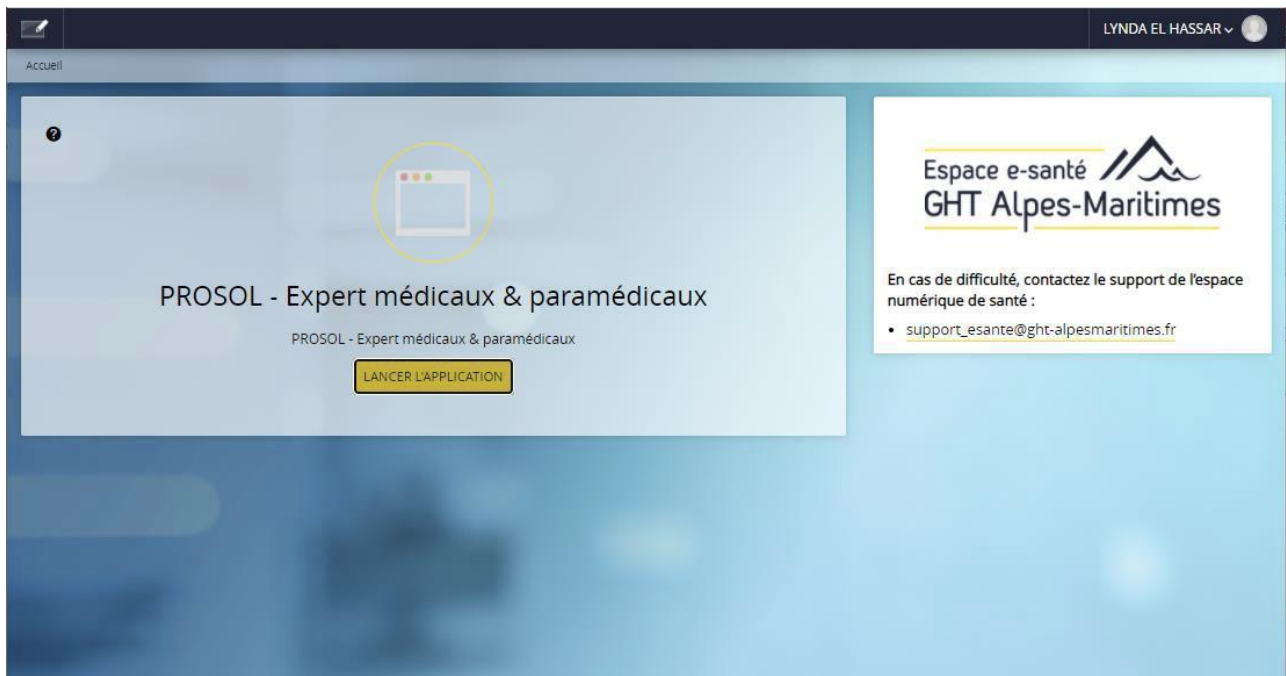 LYNDA EL HASSAR
Accueil
PROSOL - Expert médicaux & paramédicaux
PROSOL - Expert médicaux & paramédicaux
LANCER L'APPLICATION
Espace e-santé
GHT Alpes-Maritimes
En cas de difficulté, contactez le support de l'espace
numérique de santé :
• support_esante@ght-alpesmaritimes.fr